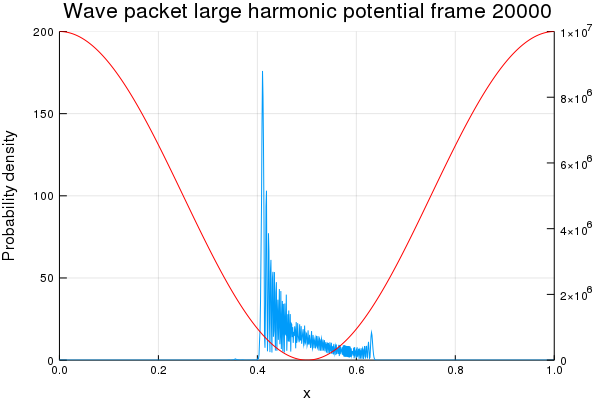 Wave packet large harmonic potential frame 20000
200
150
100
50
0
Probability density
1×10⁷
8×10⁶
6×10⁶
4×10⁶
2×10⁶
0
0.0 0.2 0.4 0.6 0.8 1.0
x